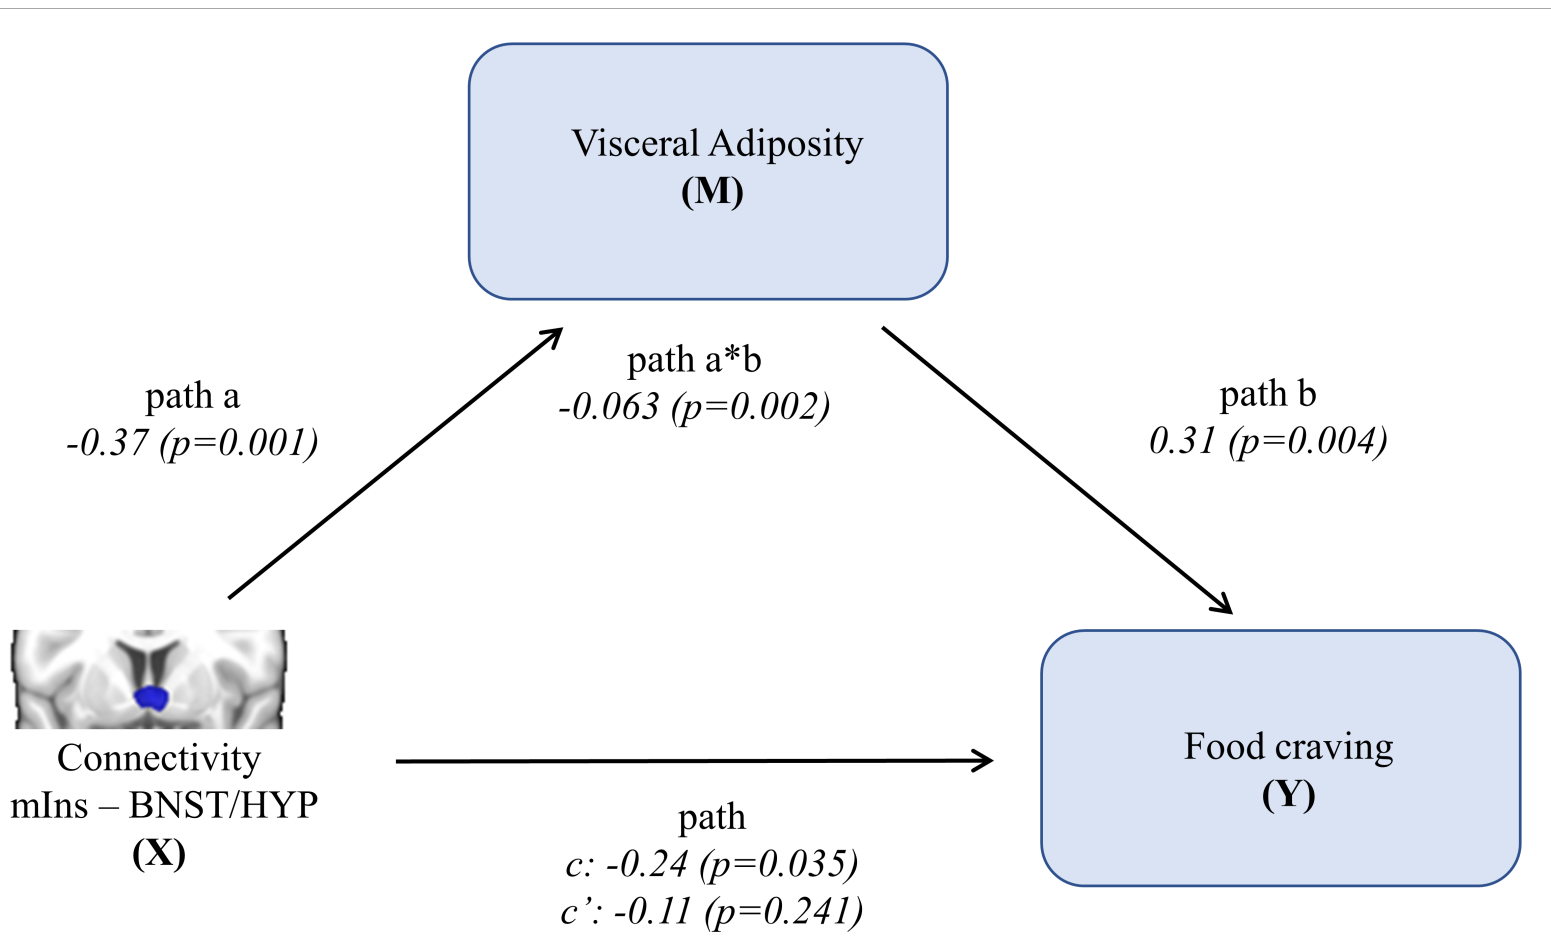 Visceral Adiposity
(M)
path a*b
-0.063 (p=0.002)
path a
-0.37 (p=0.001)
path b
0.31 (p=0.004)
Connectivity
mIns – BNST/HYP
(X)
Food craving
(Y)
path
c: -0.24 (p=0.035)
c’: -0.11 (p=0.241)